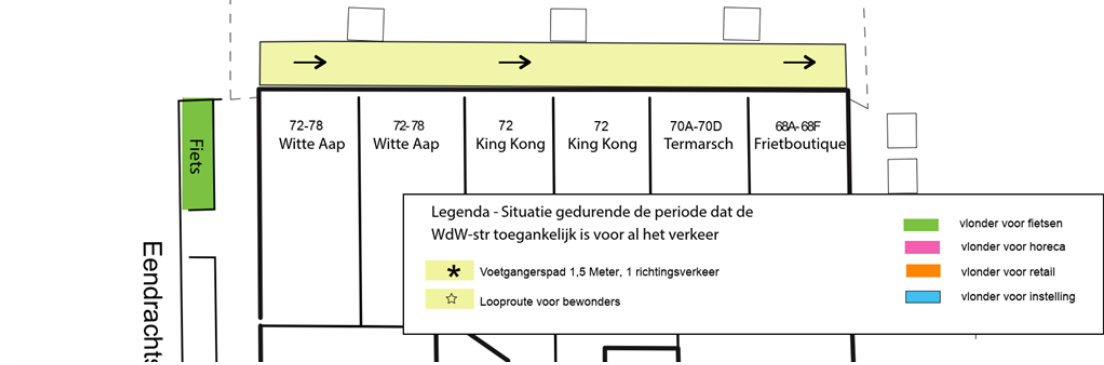 72-78
Witte Aap
72-78
Witte Aap
72
King Kong
72
King Kong
70A-70D
Termarsch
68A-68F
Frietboutique
Fiets
Eendrachts
Legenda - Situatie gedurende de periode dat de
WdW-str toegankelijk is voor al het verkeer
Voetgangerspad 1,5 Meter, 1 richtingsverkeer
Looproute voor bewonders
vlonder voor fietsen
vlonder voor horeca
vlonder voor retail
vlonder voor instelling